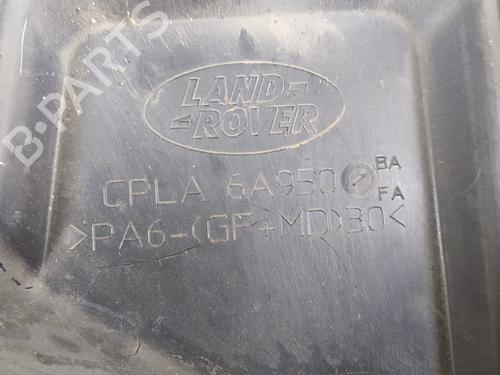 B-PARTS
LAND-
-ROVER
CPLA 6A950 BA
FA
>PA6-(GF+MD)30<